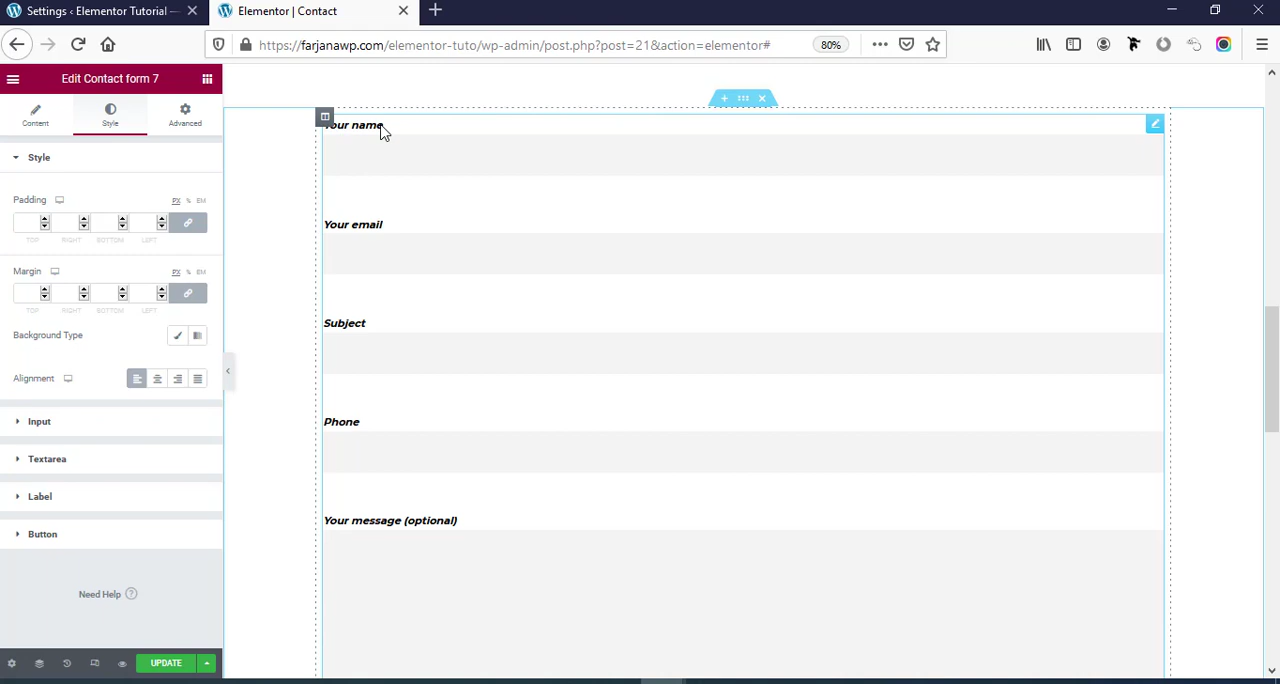 Settings ‹ Elementor Tutorial —
Elementor | Contact
https://farjanawp.com/elementor-tuto/wp-admin/post.php?post=21&action=elementor#
80%
Edit Contact form 7
Content
Style
Advanced
Style
Padding
PX % EM
TOP RIGHT BOTTOM LEFT
Margin
PX % EM
TOP RIGHT BOTTOM LEFT
Background Type
Alignment
Input
Textarea
Label
Button
Need Help
UPDATE
Your name
Your email
Subject
Phone
Your message (optional)